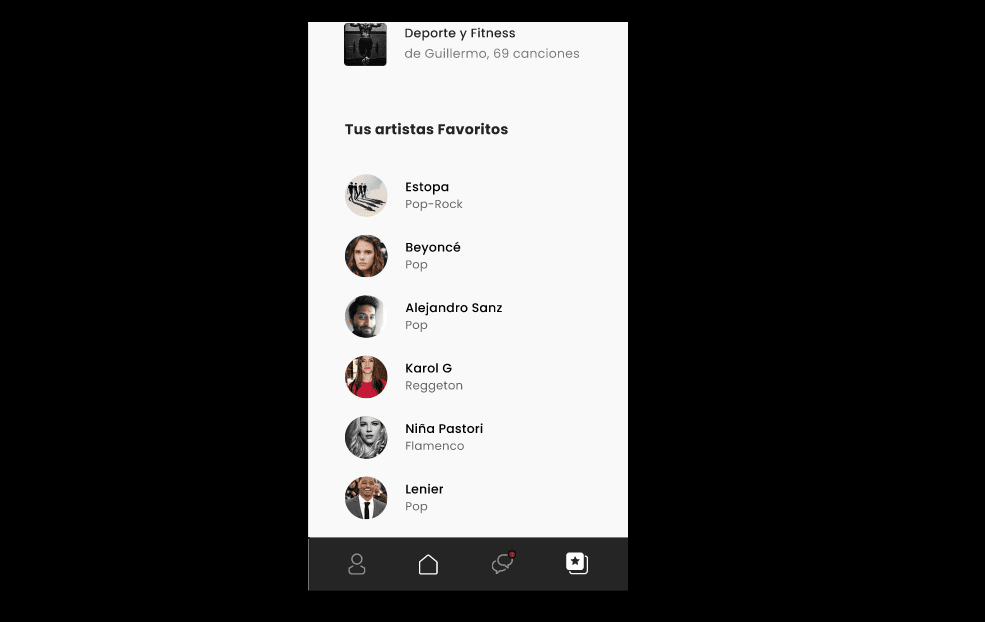 Deporte y Fitness
de Guillermo, 69 canciones
Tus artistas Favoritos
Estopa
Pop-Rock
Beyoncé
Pop
Alejandro Sanz
Pop
Karol G
Reggeton
Niña Pastori
Flamenco
Lenier
Pop